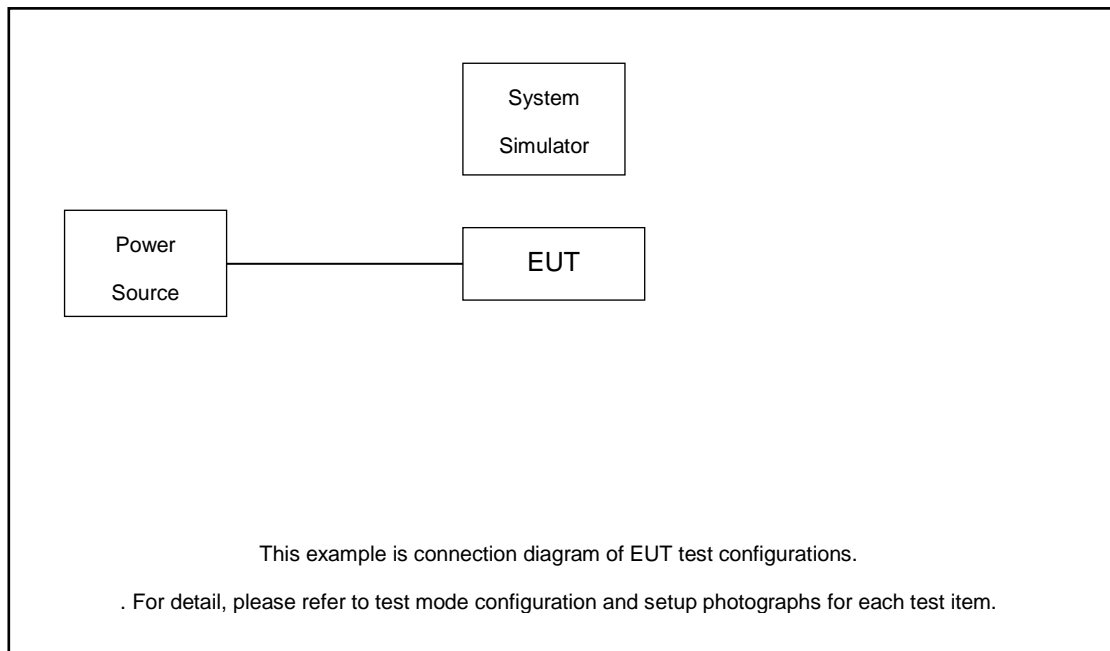 System
Simulator
Power
Source
EUT
This example is connection diagram of EUT test configurations.
. For detail, please refer to test mode configuration and setup photographs for each test item.